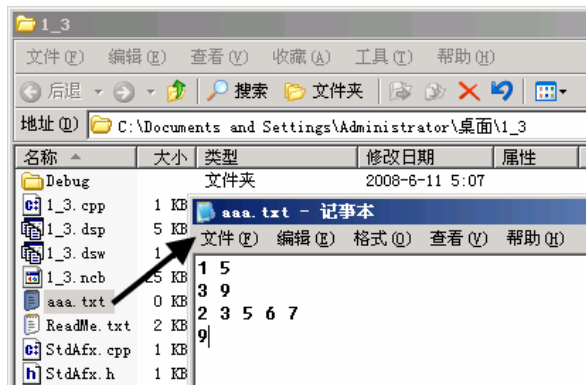 1_3
文件(F) 编辑(E) 查看(V) 收藏(A) 工具(T) 帮助(H)
后退 搜索 文件夹
地址(D) C:\Documents and Settings\Administrator\桌面\1_3
名称 大小 类型 修改日期 属性
Debug 文件夹 2008-6-11 5:07
1_3.cpp 1 KB
1_3.dsp 5 KB
1_3.dsw 1
1_3.ncb 25 KB
aaa.txt 0 KB
ReadMe.txt 2 KB
StdAfx.cpp 1 KB
StdAfx.h 1 KB
aaa.txt - 记事本
文件(F) 编辑(E) 格式(O) 查看(V) 帮助(H)
1 5
3 9
2 3 5 6 7
9